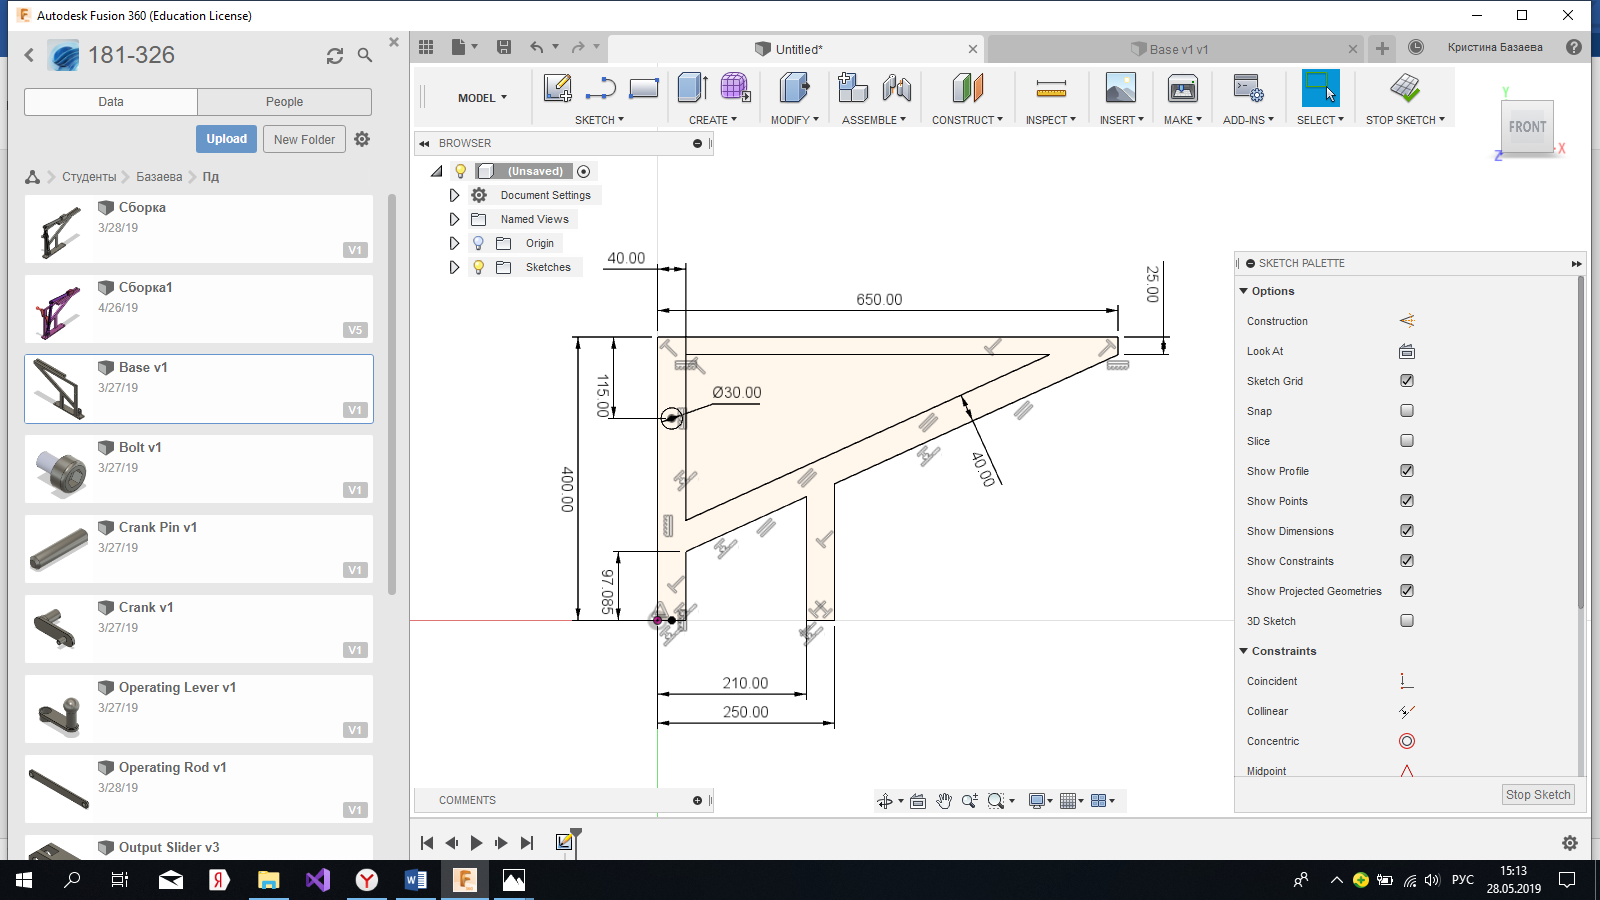 Autodesk Fusion 360 (Education License)
181-326
Data
People
Upload
New Folder
Студенты
Базаева
Пд
Сборка
3/28/19
V1
Сборка1
4/26/19
V5
Base v1
3/27/19
V1
Bolt v1
3/27/19
V1
Crank Pin v1
3/27/19
V1
Crank v1
3/27/19
V1
Operating Lever v1
3/27/19
V1
Operating Rod v1
3/28/19
V1
Output Slider v3
Untitled*
Base v1 v1
Кристина Базаева
MODEL
SKETCH
CREATE
MODIFY
ASSEMBLE
CONSTRUCT
INSPECT
INSERT
MAKE
ADD-INS
SELECT
STOP SKETCH
BROWSER
(Unsaved)
Document Settings
Named Views
Origin
Sketches
Y
FRONT
Z
X
40.00
650.00
25.00
115.00
Ø30.00
400.00
40.00
97.085
210.00
250.00
SKETCH PALETTE
Options
Construction
Look At
Sketch Grid
Snap
Slice
Show Profile
Show Points
Show Dimensions
Show Constraints
Show Projected Geometries
3D Sketch
Constraints
Coincident
Collinear
Concentric
Midpoint
Stop Sketch
COMMENTS
РУС
15:13
28.05.2019